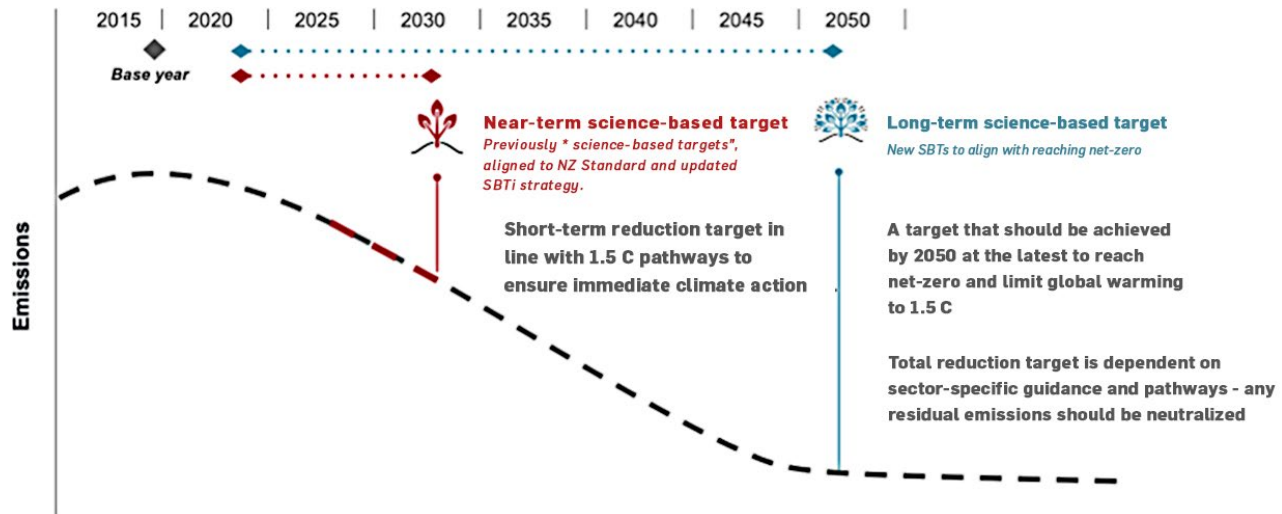 2015 | 2020 | 2025 | 2030 | 2035 | 2040 | 2045 | 2050 |
Base year
Near-term science-based target
Previously " science-based targets",
aligned to NZ Standard and updated
SBTi strategy.
Short-term reduction target in
line with 1.5 C pathways to
ensure immediate climate action
Long-term science-based target
New SBTs to align with reaching net-zero
A target that should be achieved
by 2050 at the latest to reach
net-zero and limit global warming
to 1.5 C
Total reduction target is dependent on
sector-specific guidance and pathways - any
residual emissions should be neutralized
Emissions